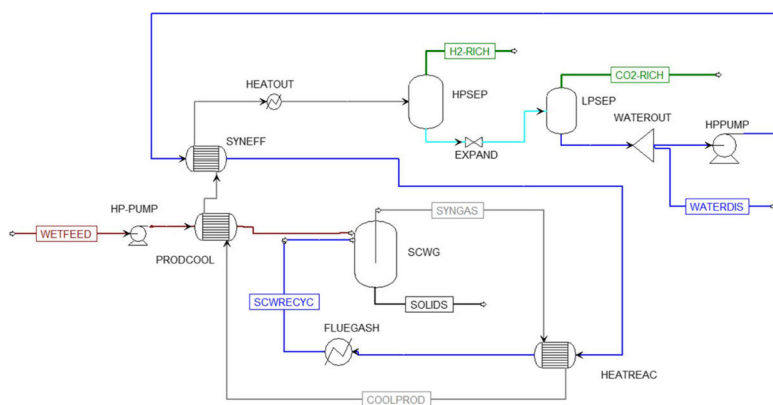 H2-RICH
CO2-RICH
HEATOUT
HPSEP
LPSEP
WATEROUT
HPPUMP
EXPAND
SYNEFF
WATERDIS
HP-PUMP
SYNGAS
WETFEED
PRODCOOL
SCWG
SCWRECYC
SOLIDS
FLUEGASH
HEATREAC
COOLPROD